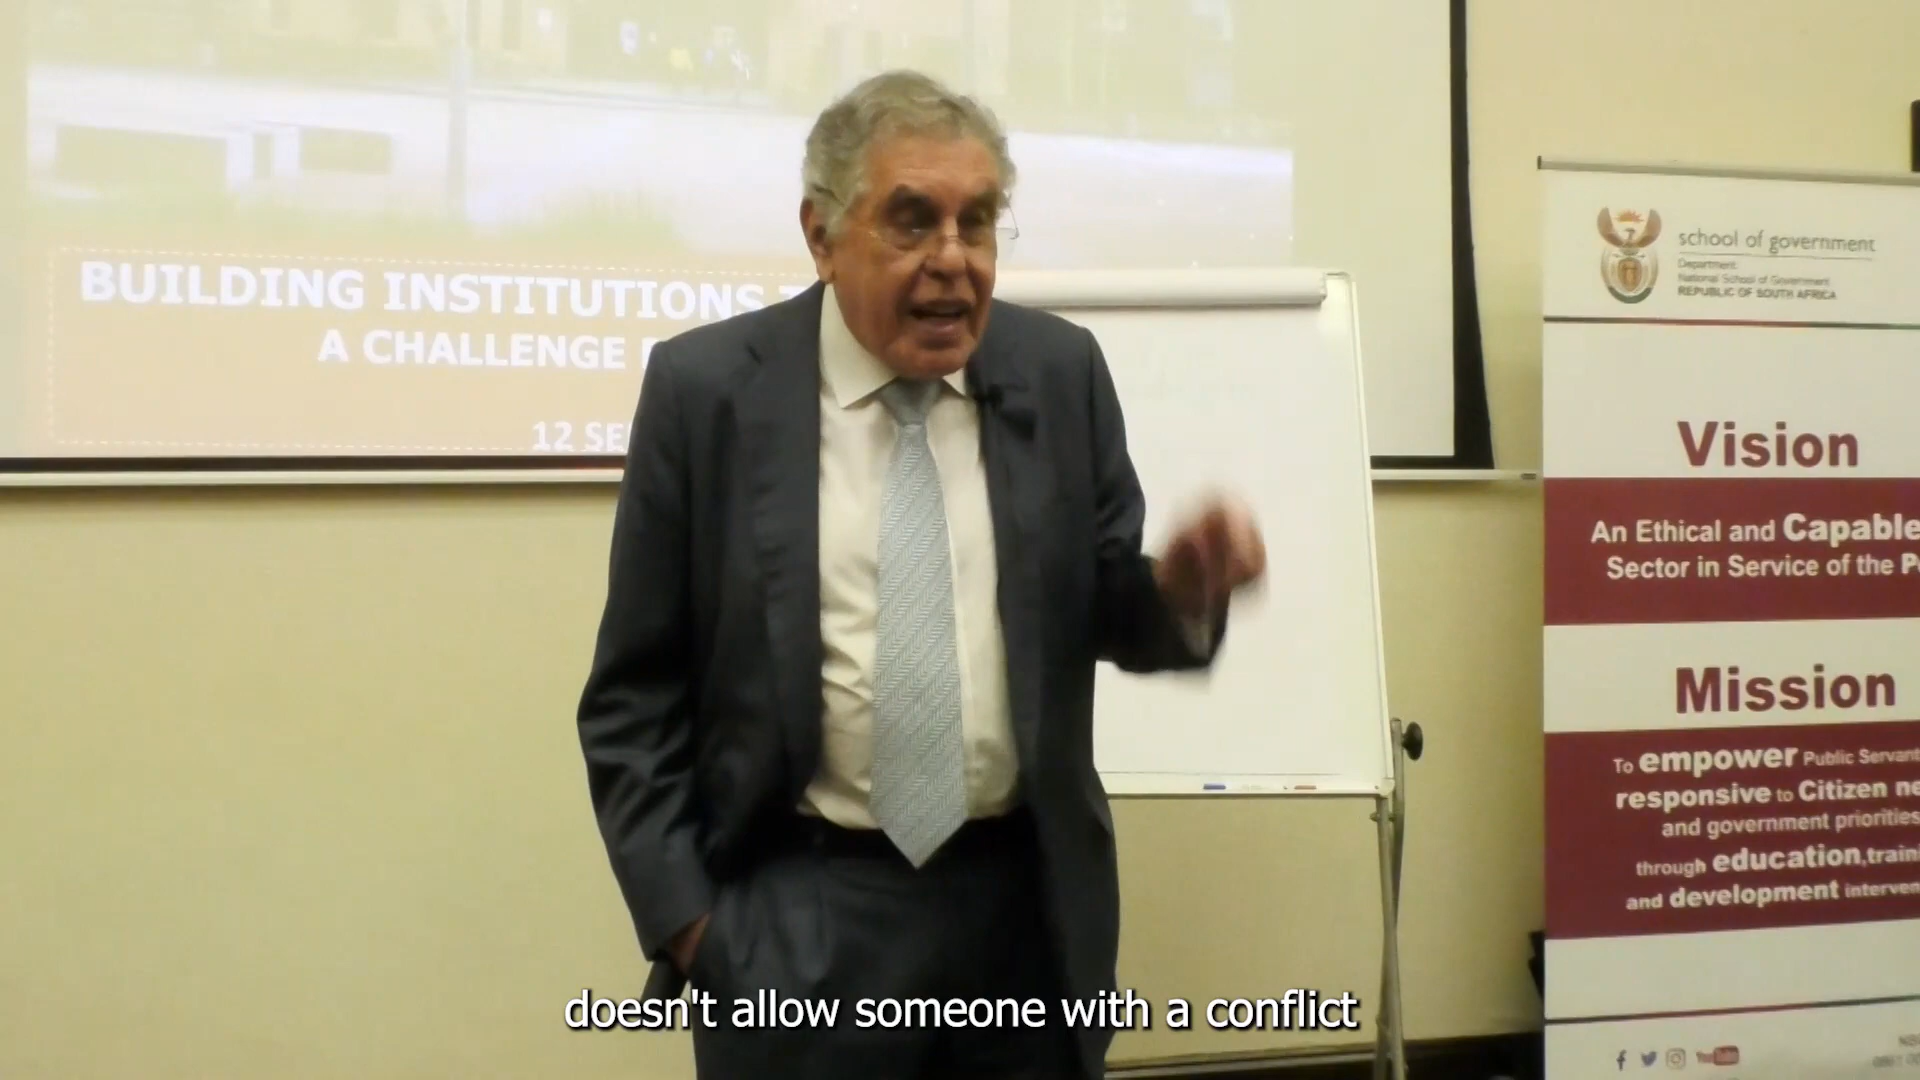 BUILDING INSTITUTIONS
A CHALLENGE
12 SE
school of government
Department:
National School of Government
REPUBLIC OF SOUTH AFRICA
Vision
An Ethical and Capable
Sector in Service of the
Mission
To empower Public Servant
responsive to Citizen ne
and government priorities
through education, traini
and development interven
YouTube
doesn't allow someone with a conflict